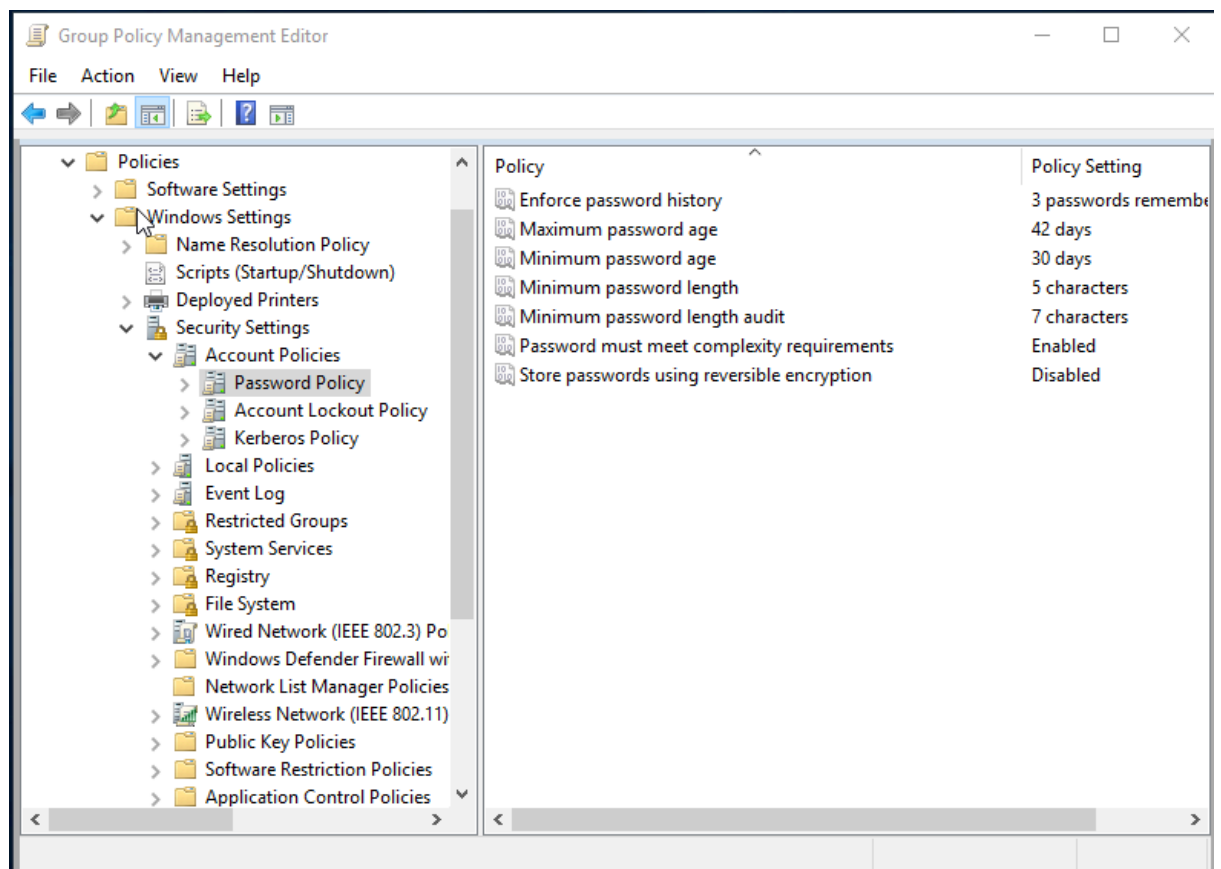 Group Policy Management Editor
File Action View Help
Policies
Software Settings
Windows Settings
Name Resolution Policy
Scripts (Startup/Shutdown)
Deployed Printers
Security Settings
Account Policies
Password Policy
Account Lockout Policy
Kerberos Policy
Local Policies
Event Log
Restricted Groups
System Services
Registry
File System
Wired Network (IEEE 802.3) Po
Windows Defender Firewall wi
Network List Manager Policies
Wireless Network (IEEE 802.11)
Public Key Policies
Software Restriction Policies
Application Control Policies
Policy Policy Setting
Enforce password history 3 passwords remembe
Maximum password age 42 days
Minimum password age 30 days
Minimum password length 5 characters
Minimum password length audit 7 characters
Password must meet complexity requirements Enabled
Store passwords using reversible encryption Disabled